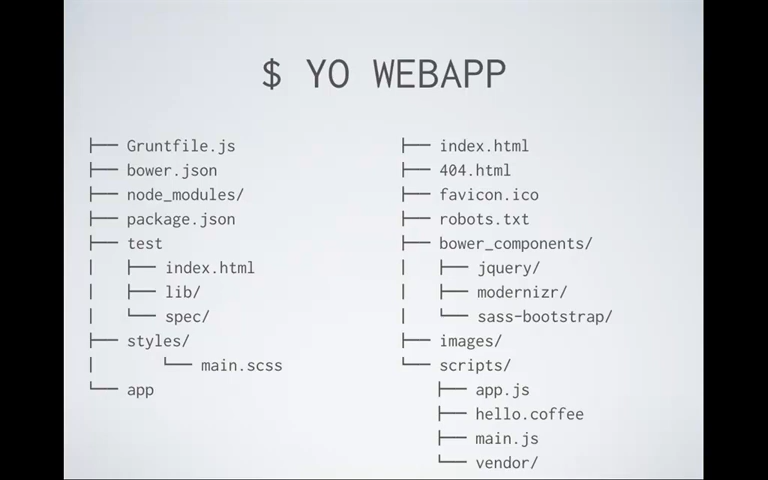 $ YO WEBAPP
├── Gruntfile.js
├── bower.json
├── node_modules/
├── package.json
├── test
|   ├── index.html
|   ├── lib/
|   └── spec/
├── styles/
|       └── main.scss
└── app
├── index.html
├── 404.html
├── favicon.ico
├── robots.txt
├── bower_components/
|   ├── jquery/
|   ├── modernizr/
|   └── sass-bootstrap/
├── images/
└── scripts/
    ├── app.js
    ├── hello.coffee
    ├── main.js
    └── vendor/